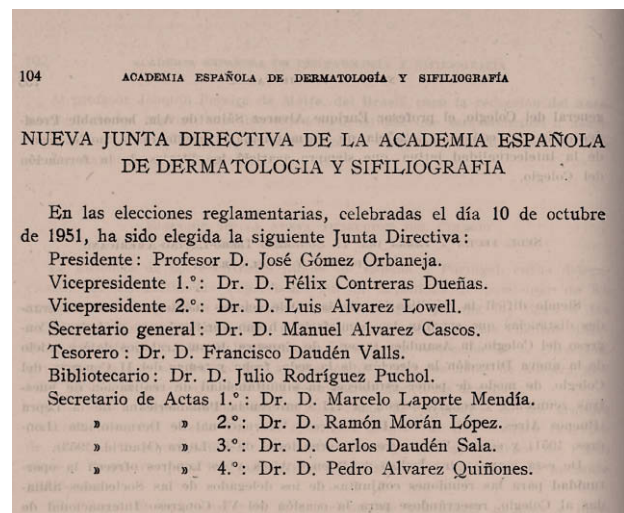 104 ACADEMIA ESPAÑOLA DE DERMATOLOGÍA Y SIFILIOGRAFÍA
NUEVA JUNTA DIRECTIVA DE LA ACADEMIA ESPAÑOLA
DE DERMATOLOGIA Y SIFILIOGRAFIA
En las elecciones reglamentarias, celebradas el día 10 de octubre
de 1951, ha sido elegida la siguiente Junta Directiva:
Presidente: Profesor D. José Gómez Orbaneja.
Vicepresidente 1.º: Dr. D. Félix Contreras Dueñas.
Vicepresidente 2.º: Dr. D. Luis Alvarez Lowell.
Secretario general: Dr. D. Manuel Alvarez Cascos.
Tesorero: Dr. D. Francisco Daudén Valls.
Bibliotecario: Dr. D. Julio Rodríguez Puchol.
Secretario de Actas 1.º: Dr. D. Marcelo Laporte Mendía.
» » 2.º: Dr. D. Ramón Morán López.
» » 3.º: Dr. D. Carlos Daudén Sala.
» » 4.º: Dr. D. Pedro Alvarez Quiñones.